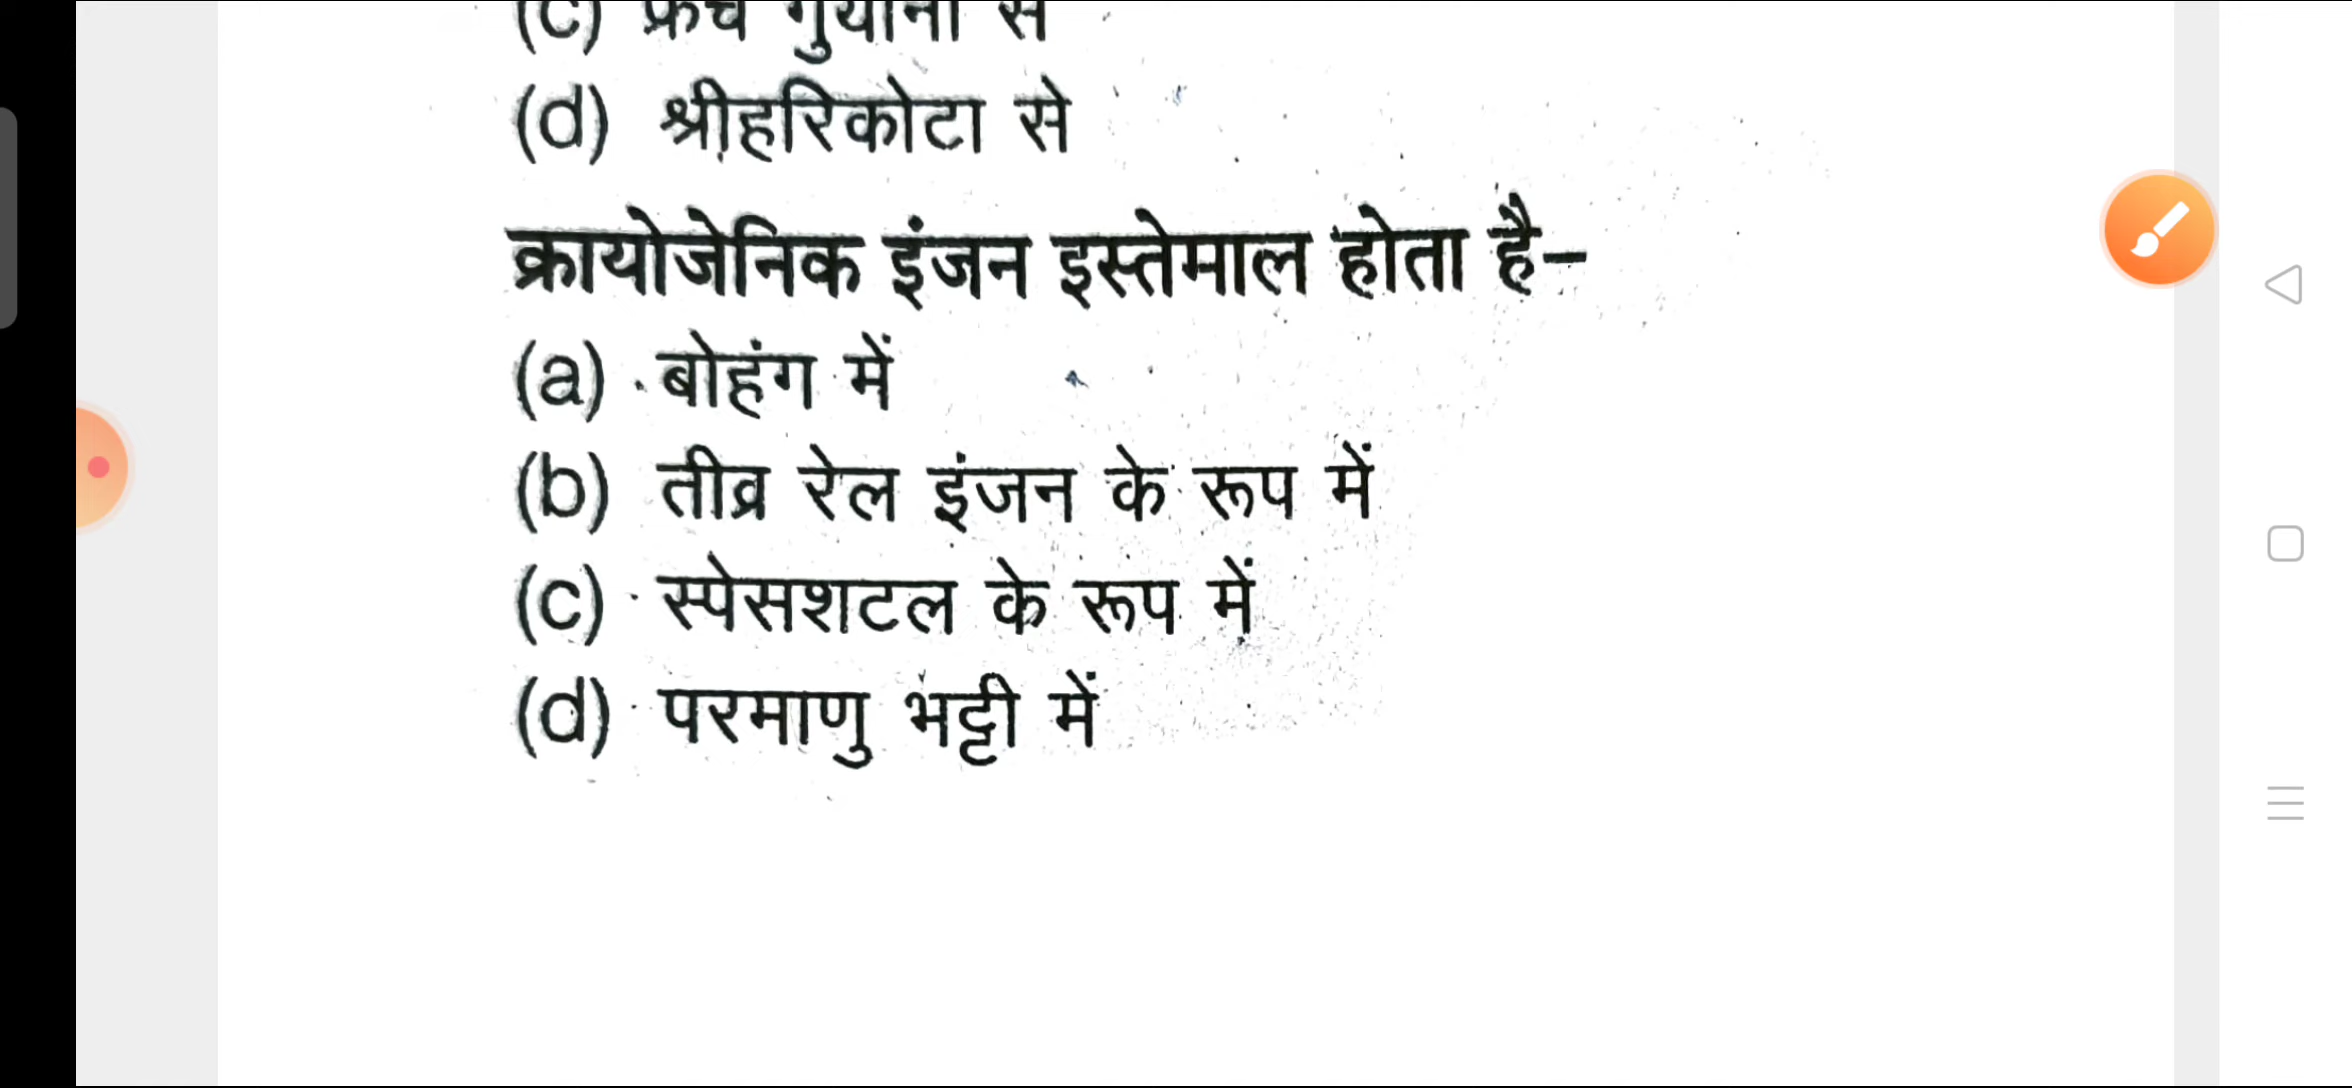 (c) फ्रेंच गुयाना से
(d) श्रीहरिकोटा से
क्रायोजेनिक इंजन इस्तेमाल होता है–
(a) बोहंग में
(b) तीव्र रेल इंजन के रूप में
(c) स्पेसशटल के रूप में
(d) परमाणु भट्टी में